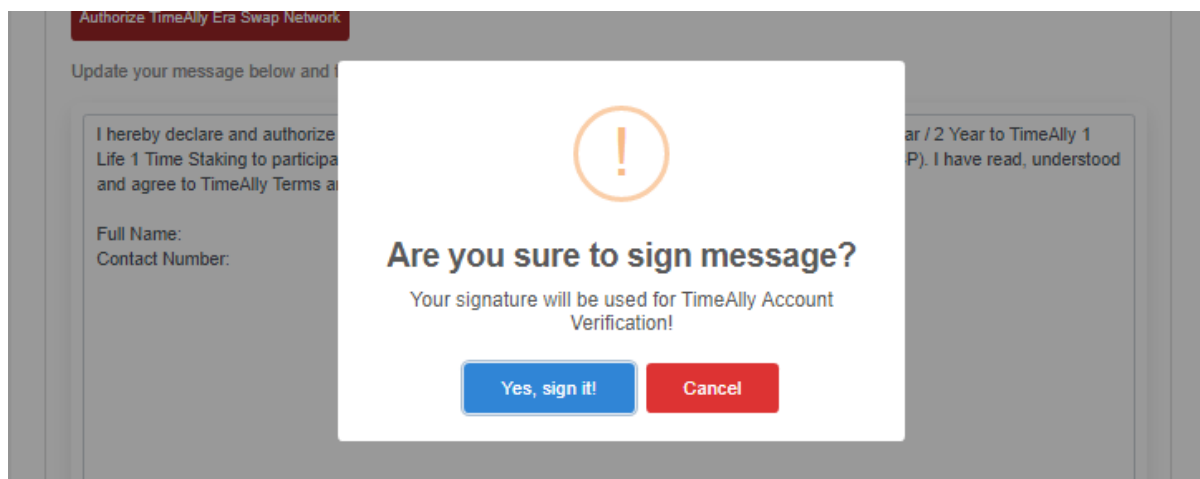 Authorize TimeAlly Era Swap Network
Update your message below and
I hereby declare and authorize ar / 2 Year to TimeAlly 1
Life 1 Time Staking to participa P). I have read, understood
and agree to TimeAlly Terms a
Full Name:
Contact Number:
!
Are you sure to sign message?
Your signature will be used for TimeAlly Account
Verification!
Yes, sign it! Cancel